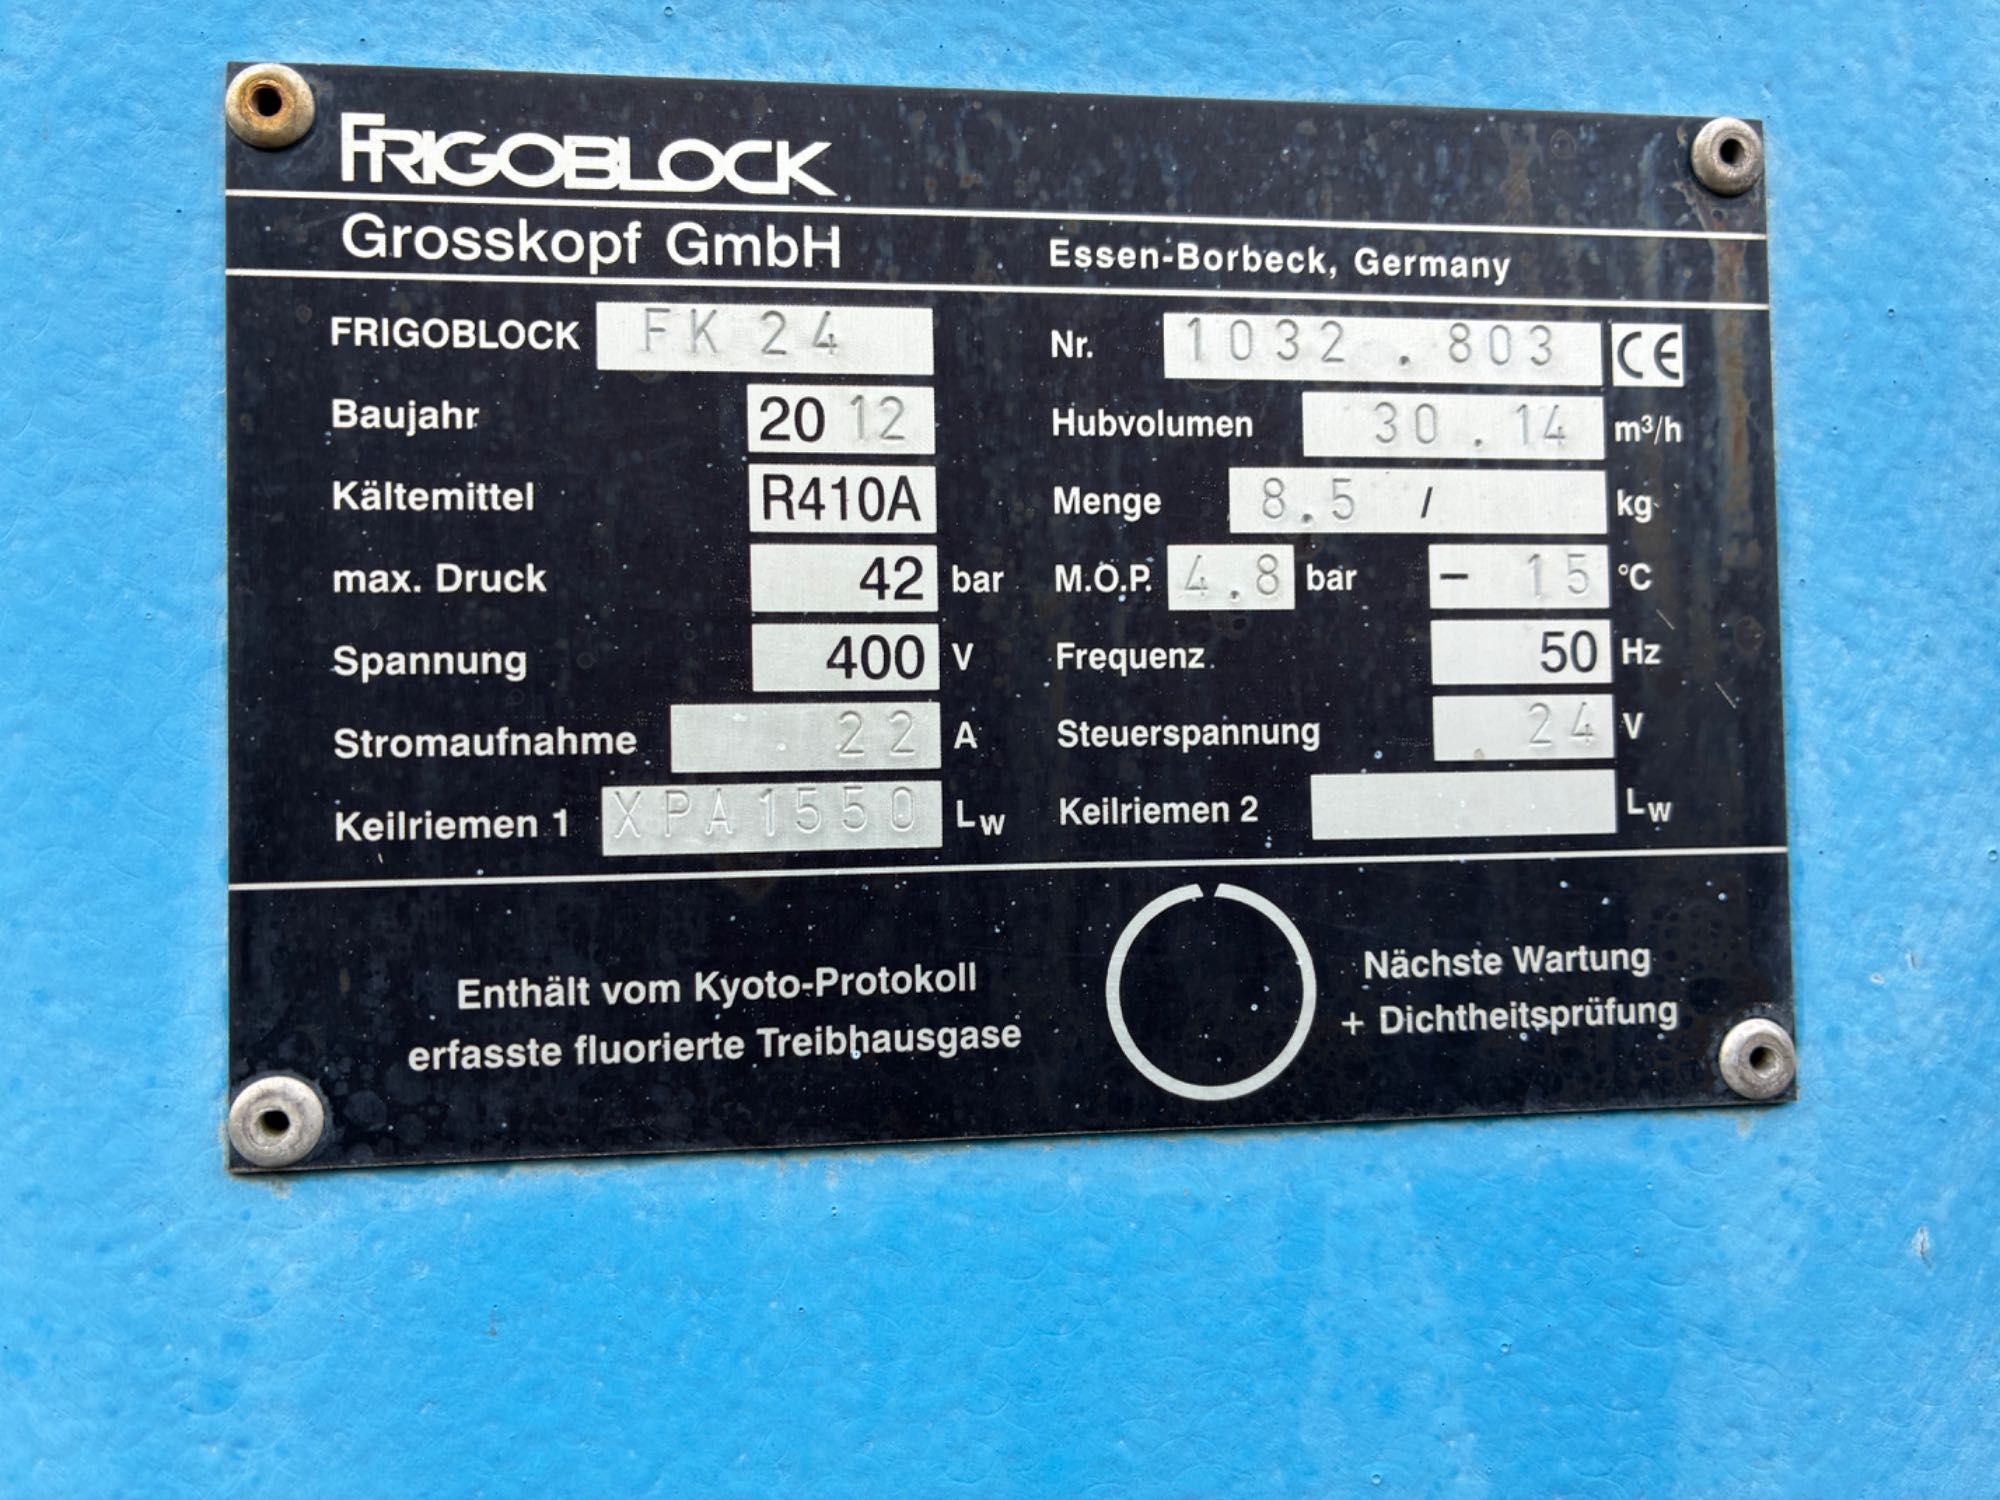 FRIGOBLOCK
Grosskopf GmbH Essen-Borbeck, Germany
FRIGOBLOCK FK 24 Nr. 1032.803 CE
Baujahr 2012 Hubvolumen 30.14 m³/h
Kältemittel R410A Menge 8.5 / kg
max. Druck 42 bar M.O.P. 4.8 bar - 15 °C
Spannung 400 V Frequenz 50 Hz
Stromaufnahme 22 A Steuerspannung 24 V
Keilriemen 1 XPA1550 Lw Keilriemen 2 Lw
Enthält vom Kyoto-Protokoll
erfasste fluorierte Treibhausgase
Nächste Wartung
+ Dichtheitsprüfung